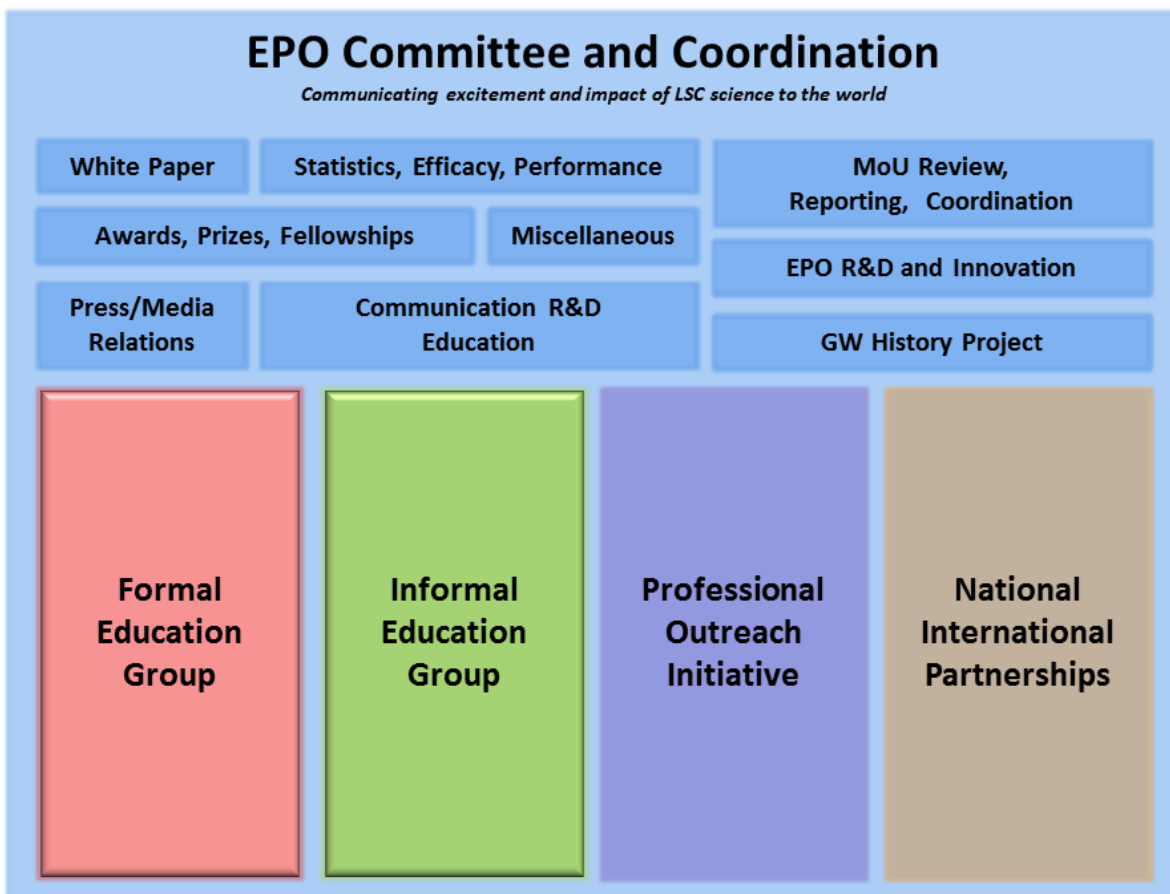 EPO Committee and Coordination
Communicating excitement and impact of LSC science to the world
White Paper
Statistics, Efficacy, Performance
MoU Review,
Reporting, Coordination
Awards, Prizes, Fellowships
Miscellaneous
EPO R&D and Innovation
Press/Media
Relations
Communication R&D
Education
GW History Project
Formal
Education
Group
Informal
Education
Group
Professional
Outreach
Initiative
National
International
Partnerships